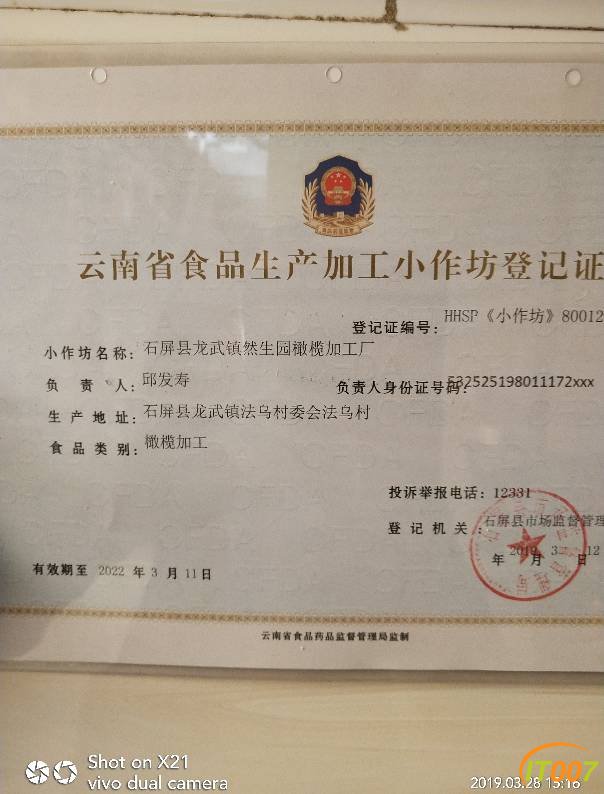 云南省食品生产加工小作坊登记证
登记证编号: HHSP《小作坊》80012
小作坊名称: 石屏县龙武镇然生园橄榄加工厂
负责人: 邱发寿
负责人身份证号码: 532525198011172xxx
生产地址: 石屏县龙武镇法乌村委会法乌村
食品类别: 橄榄加工
投诉举报电话: 12331
登记机关: 石屏县市场监督管理
2019 年 3 月 12 日
有效期至 2022 年 3 月 11日
云南省食品药品监督管理局监制
Shot on X21
vivo dual camera
2019.03.28 15:16
IT007